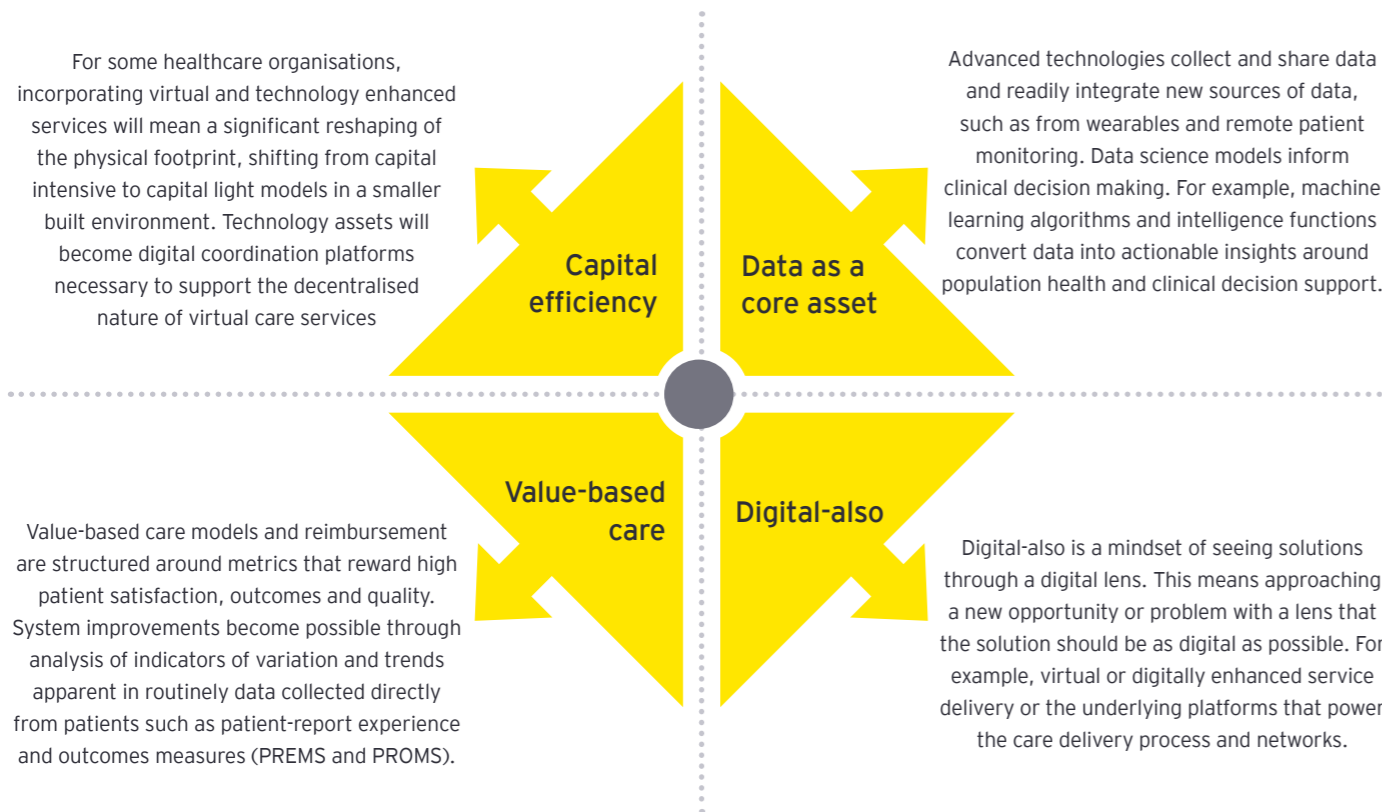 For some healthcare organisations,
incorporating virtual and technology enhanced
services will mean a significant reshaping of
the physical footprint, shifting from capital
intensive to capital light models in a smaller
built environment. Technology assets will
become digital coordination platforms
necessary to support the decentralised
nature of virtual care services
Capital
efficiency
Advanced technologies collect and share data
and readily integrate new sources of data,
such as from wearables and remote patient
monitoring. Data science models inform
clinical decision making. For example, machine
learning algorithms and intelligence functions
convert data into actionable insights around
population health and clinical decision support.
Data as a
core asset
Value-based
care
Value-based care models and reimbursement
are structured around metrics that reward high
patient satisfaction, outcomes and quality.
System improvements become possible through
analysis of indicators of variation and trends
apparent in routinely data collected directly
from patients such as patient-report experience
and outcomes measures (PREMS and PROMS).
Digital-also
Digital-also is a mindset of seeing solutions
through a digital lens. This means approaching
a new opportunity or problem with a lens that
the solution should be as digital as possible. For
example, virtual or digitally enhanced service
delivery or the underlying platforms that power
the care delivery process and networks.